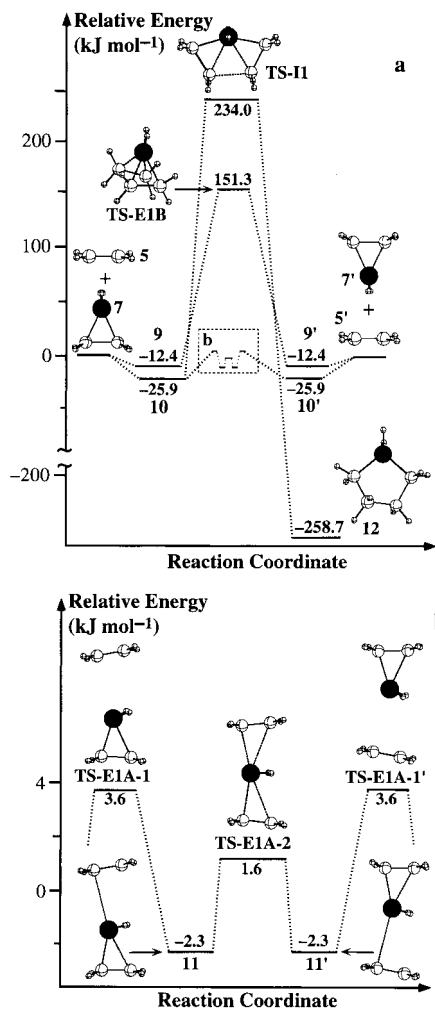 Relative Energy
(kJ mol−1)
a
TS-I1
234.0
200
151.3
TS-E1B
5
100
+
7'
7
+
5'
9
9'
b
0
−12.4
−12.4
−25.9
−25.9
10
10'
~
~
−200
−258.7
12
Reaction Coordinate
Relative Energy
(kJ mol−1)
TS-E1A-1
TS-E1A-1'
4
3.6
TS-E1A-2
3.6
1.6
0
−2.3
−2.3
11
11'
Reaction Coordinate